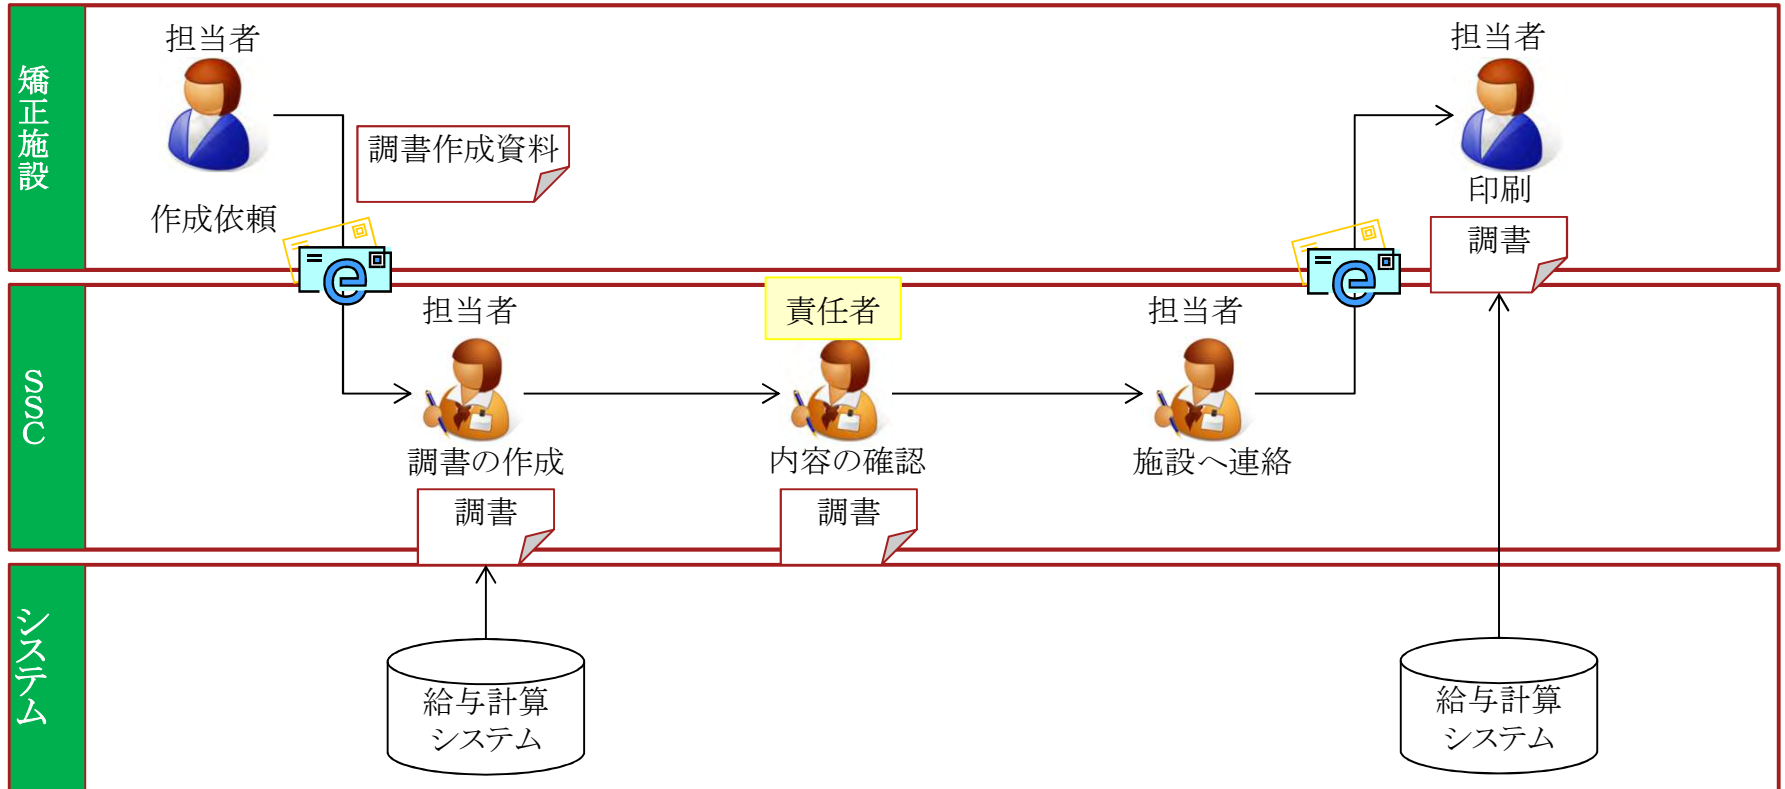 矯正施設
担当者
作成依頼
調書作成資料
担当者
印刷
調書
SSC
担当者
調書の作成
調書
責任者
内容の確認
調書
担当者
施設へ連絡
システム
給与計算
システム
給与計算
システム